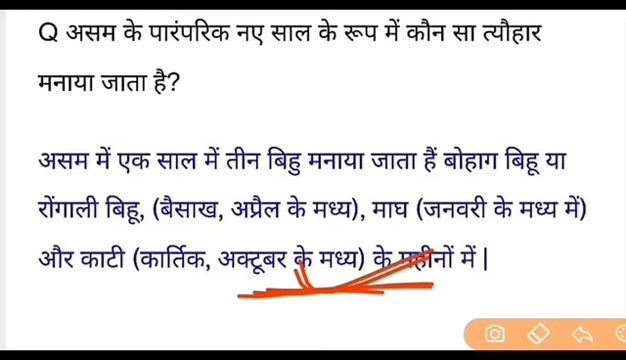 Q असम के पारंपरिक नए साल के रूप में कौन सा त्यौहार
मनाया जाता है?
असम में एक साल में तीन बिहु मनाया जाता हैं बोहाग बिहू या
रोंगाली बिहू, (बैसाख, अप्रैल के मध्य), माघ (जनवरी के मध्य में)
और काटी (कार्तिक, अक्टूबर के मध्य) के महीनों में |